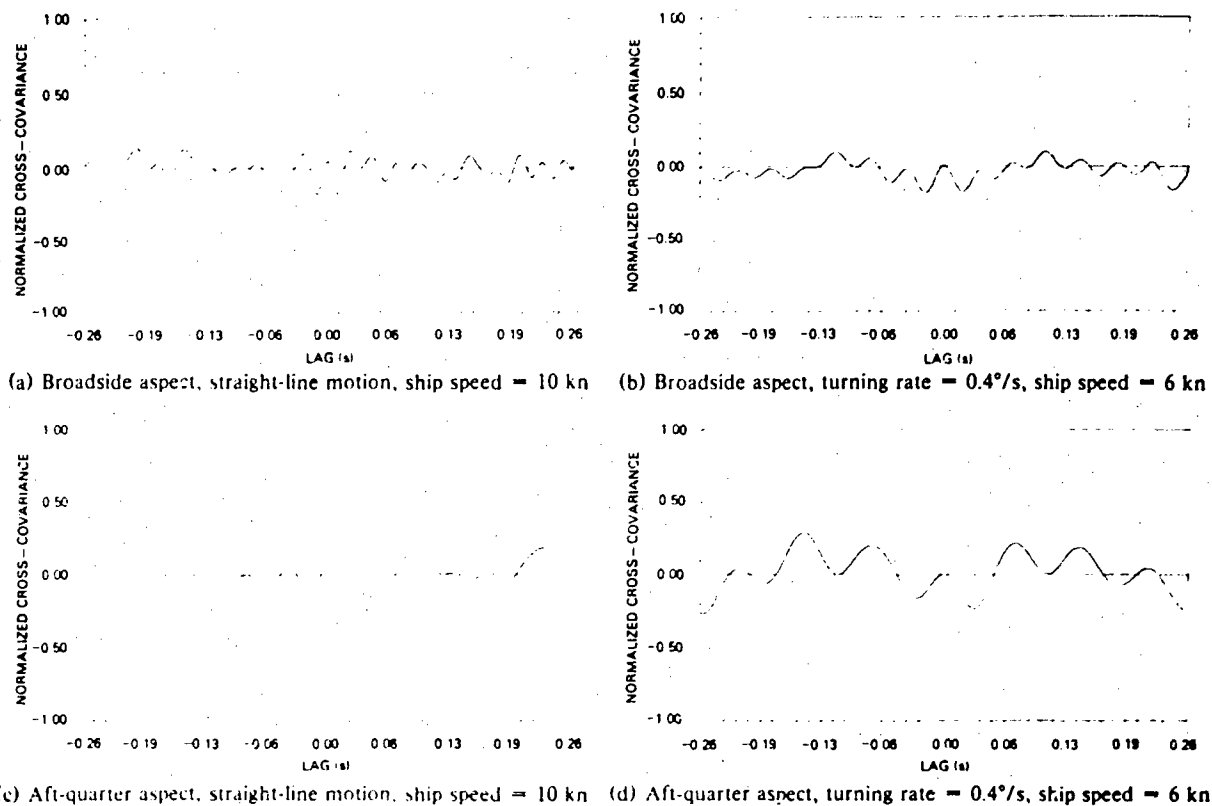 1 00
0 50
0 00
−0 50
−1 00
NORMALIZED CROSS−COVARIANCE
−0 26 −0 19 −0 13 −0 06 0 00 0 06 0 13 0 19 0 26
LAG (s)
(a) Broadside aspect, straight-line motion, ship speed = 10 kn
1 00
0 50
0.00
−0 50
−1 00
NORMALIZED CROSS−COVARIANCE
−0.26 −0.19 −0.13 −0.06 0.00 0.06 0.13 0.19 0.26
LAG (s)
(b) Broadside aspect, turning rate = 0.4°/s, ship speed = 6 kn
1 00
0 50
0.00
−0 50
−1 00
NORMALIZED CROSS−COVARIANCE
−0 26 −0 19 −0 13 −0 06 0 00 0 06 0 13 0 19 0 26
LAG (s)
c) Aft-quarter aspect, straight-line motion, ship speed = 10 kn
1 00
0 50
0.00
−0 50
−1 00
NORMALIZED CROSS−COVARIANCE
−0.26 −0.19 −0.13 −0.06 0.00 0.06 0.13 0.19 0.26
LAG (s)
(d) Aft-quarter aspect, turning rate = 0.4°/s, ship speed = 6 kn